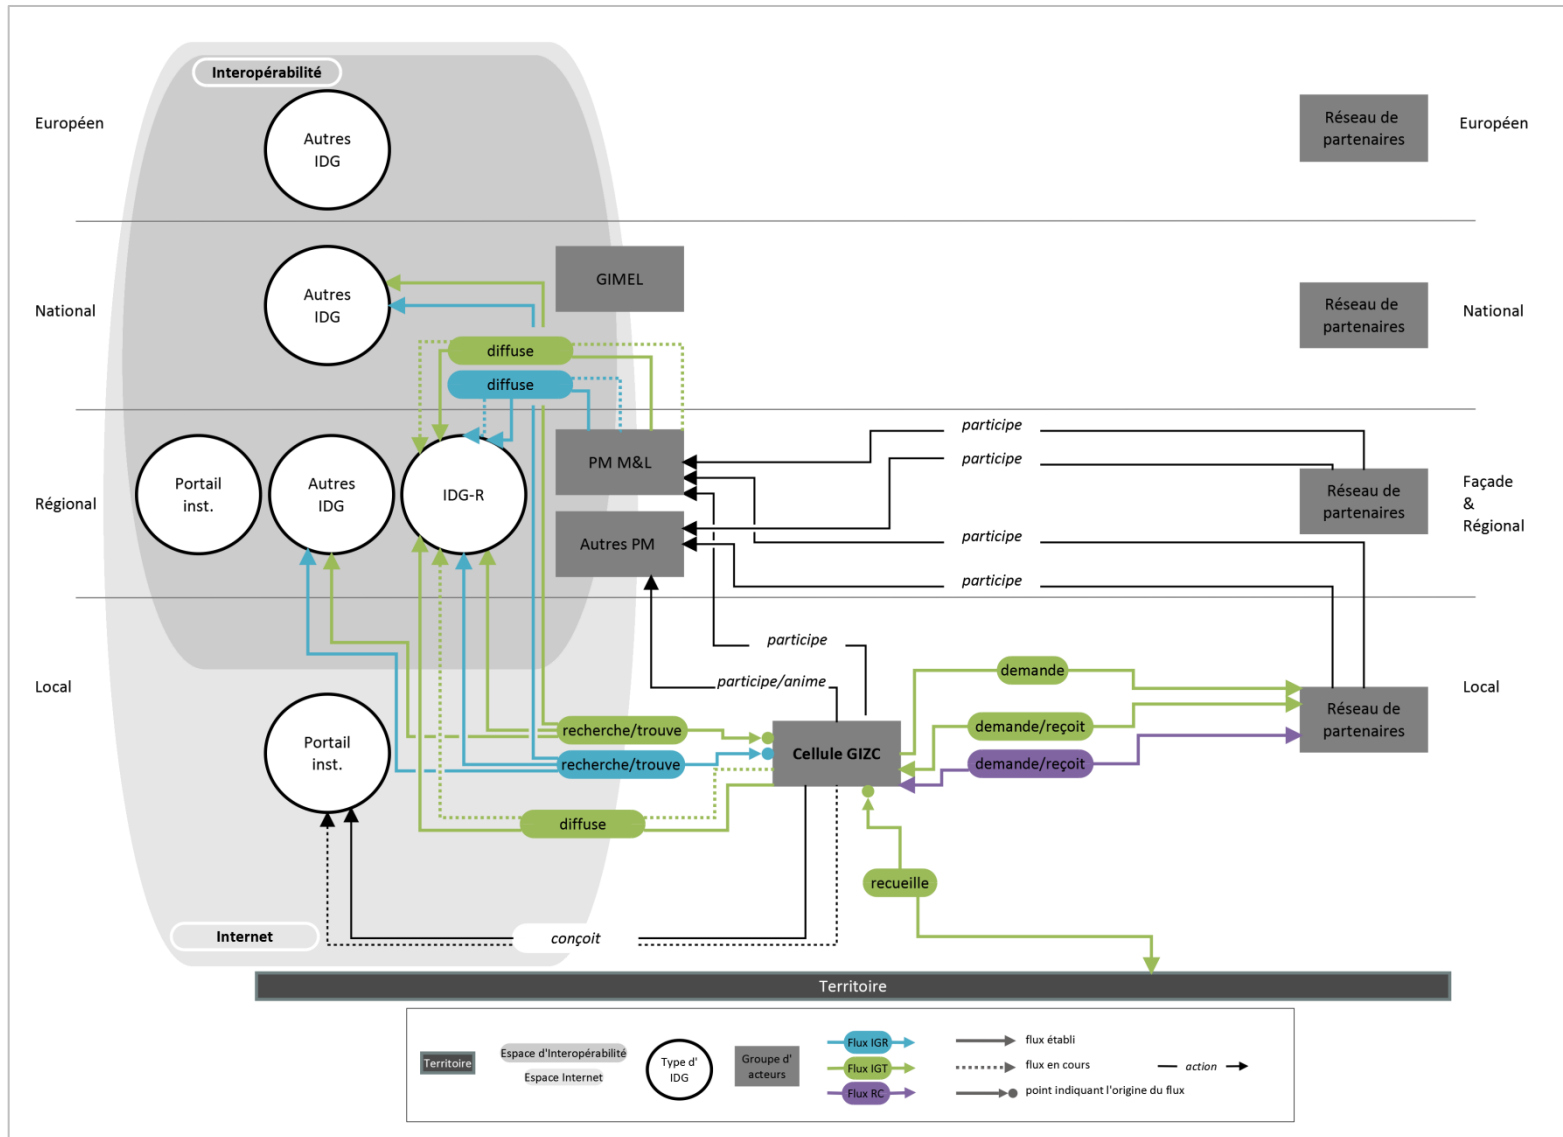 Interopérabilité
Européen
Autres
IDG
Réseau de
partenaires
Européen
National
Autres
IDG
GIMEL
Réseau de
partenaires
National
diffuse
diffuse
Régional
Portail
inst.
Autres
IDG
IDG-R
PM M&L
Autres PM
participe
participe
participe
participe
Réseau de
partenaires
Façade
&
Régional
Local
participe
participe/anime
Portail
inst.
recherche/trouve
recherche/trouve
diffuse
Cellule GIZC
demande
demande/reçoit
demande/reçoit
Réseau de
partenaires
Local
recueille
Internet
conçoit
Territoire
Territoire
Espace d'Interopérabilité
Espace Internet
Type d'
IDG
Groupe d'
acteurs
Flux IGR
Flux IGT
Flux RC
flux établi
flux en cours
point indiquant l'origine du flux
action